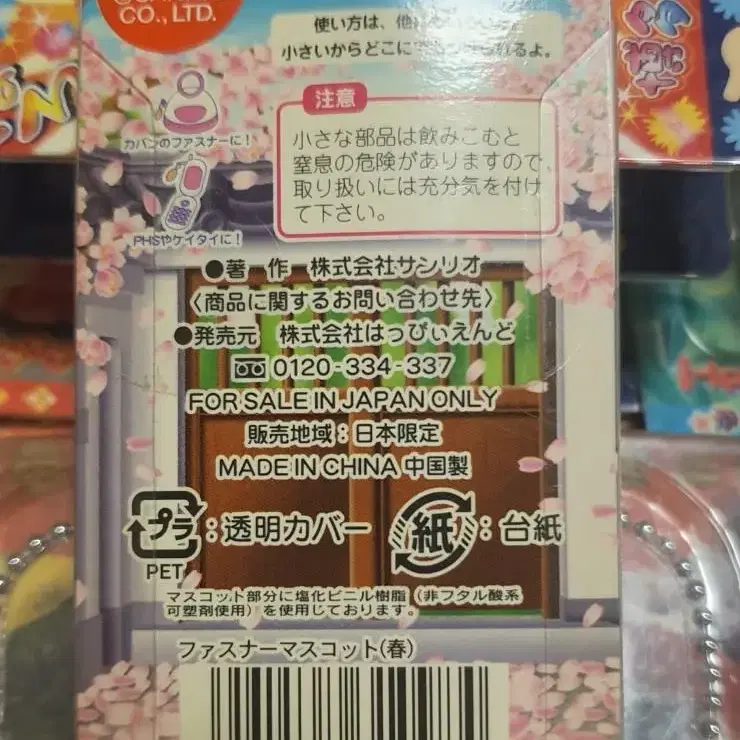 CO., LTD.
使い方は、
小さいからどこに
注意
小さな部品は飲みこむと
窒息の危険がありますので、
取り扱いには充分気を付け
て下さい。
カバンのファスナーに！
PHSやケイタイに！
●著 作 株式会社サンリオ
〈商品に関するお問い合わせ先〉
●発売元 株式会社はっぴぃえんど
0120-334-337
FOR SALE IN JAPAN ONLY
販売地域：日本限定
MADE IN CHINA 中国製
プラ：透明カバー 紙：台紙
PET
マスコット部分に塩化ビニル樹脂（非フタル酸系
可塑剤使用）を使用しております。
ファスナーマスコット(春)